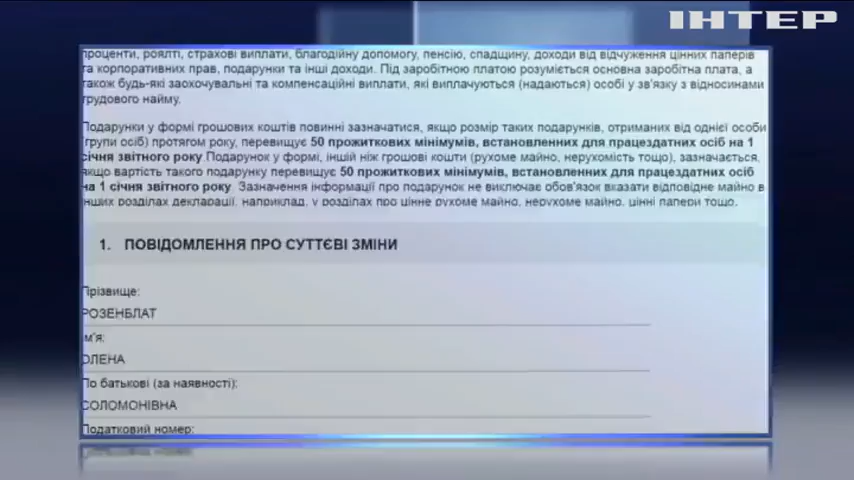 ІНТЕР
проценти, роялті, страхові виплати, благодійну допомогу, пенсію, спадщину, доходи від відчуження цінних паперів
та корпоративних прав, подарунки та інші доходи. Під заробітною платою розуміється основна заробітна плата, а
також будь-які заохочувальні та компенсаційні виплати, які виплачуються (надаються) особі у зв'язку з відносинами
трудового найму.
Подарунки у формі грошових коштів повинні зазначатися, якщо розмір таких подарунків, отриманих від однієї особи
(групи осіб) протягом року, перевищує 50 прожиткових мінімумів, встановлених для працездатних осіб на 1
січня звітного року Подарунок у формі, іншій ніж грошові кошти (рухоме майно, нерухомість тощо), зазначається,
якщо вартість такого подарунку перевищує 50 прожиткових мінімумів, встановлених для працездатних осіб
на 1 січня звітного року. Зазначення інформації про подарунок не виключає обов'язок вказати відповідне майно в
інших розділах декларації, наприклад, у розділах про цінне рухоме майно, нерухоме майно, цінні папери тощо.
1. ПОВІДОМЛЕННЯ ПРО СУТТЄВІ ЗМІНИ
Прізвище:
РОЗЕНБЛАТ
Ім'я:
ОЛЕНА
По батькові (за наявності):
СОЛОМОНІВНА
Податковий номер: